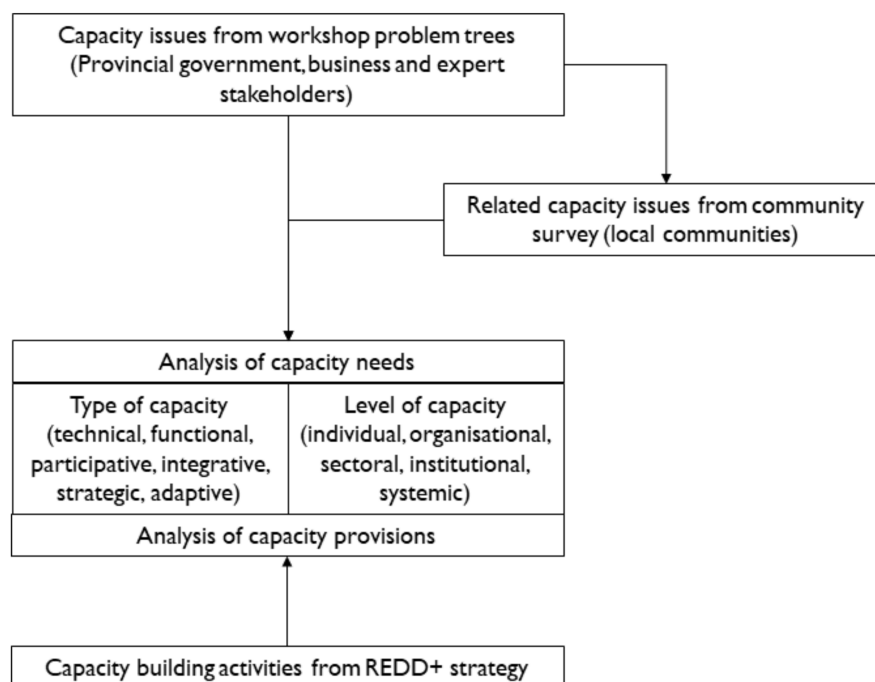 Capacity issues from workshop problem trees
(Provincial government, business and expert
stakeholders)
Related capacity issues from community
survey (local communities)
Analysis of capacity needs
Type of capacity
(technical, functional,
participative, integrative,
strategic, adaptive)
Level of capacity
(individual, organisational,
sectoral, institutional,
systemic)
Analysis of capacity provisions
Capacity building activities from REDD+ strategy